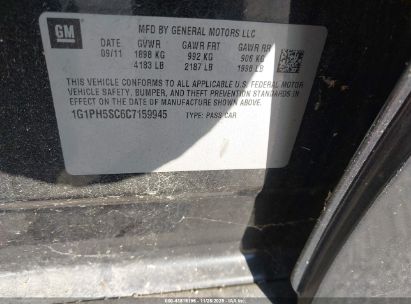 GM
MFD BY GENERAL MOTORS LLC
DATE GVWR GAWR FRT GAWR RR
09/11 1898 KG 992 KG 906 KG
4183 LB 2187 LB 1998 LB
THIS VEHICLE CONFORMS TO ALL APPLICABLE U.S. FEDERAL MOTOR
VEHICLE SAFETY, BUMPER, AND THEFT PREVENTION STANDARDS IN
EFFECT ON THE DATE OF MANUFACTURE SHOWN ABOVE.
1G1PH5SC6C7159945 TYPE: PASS CAR